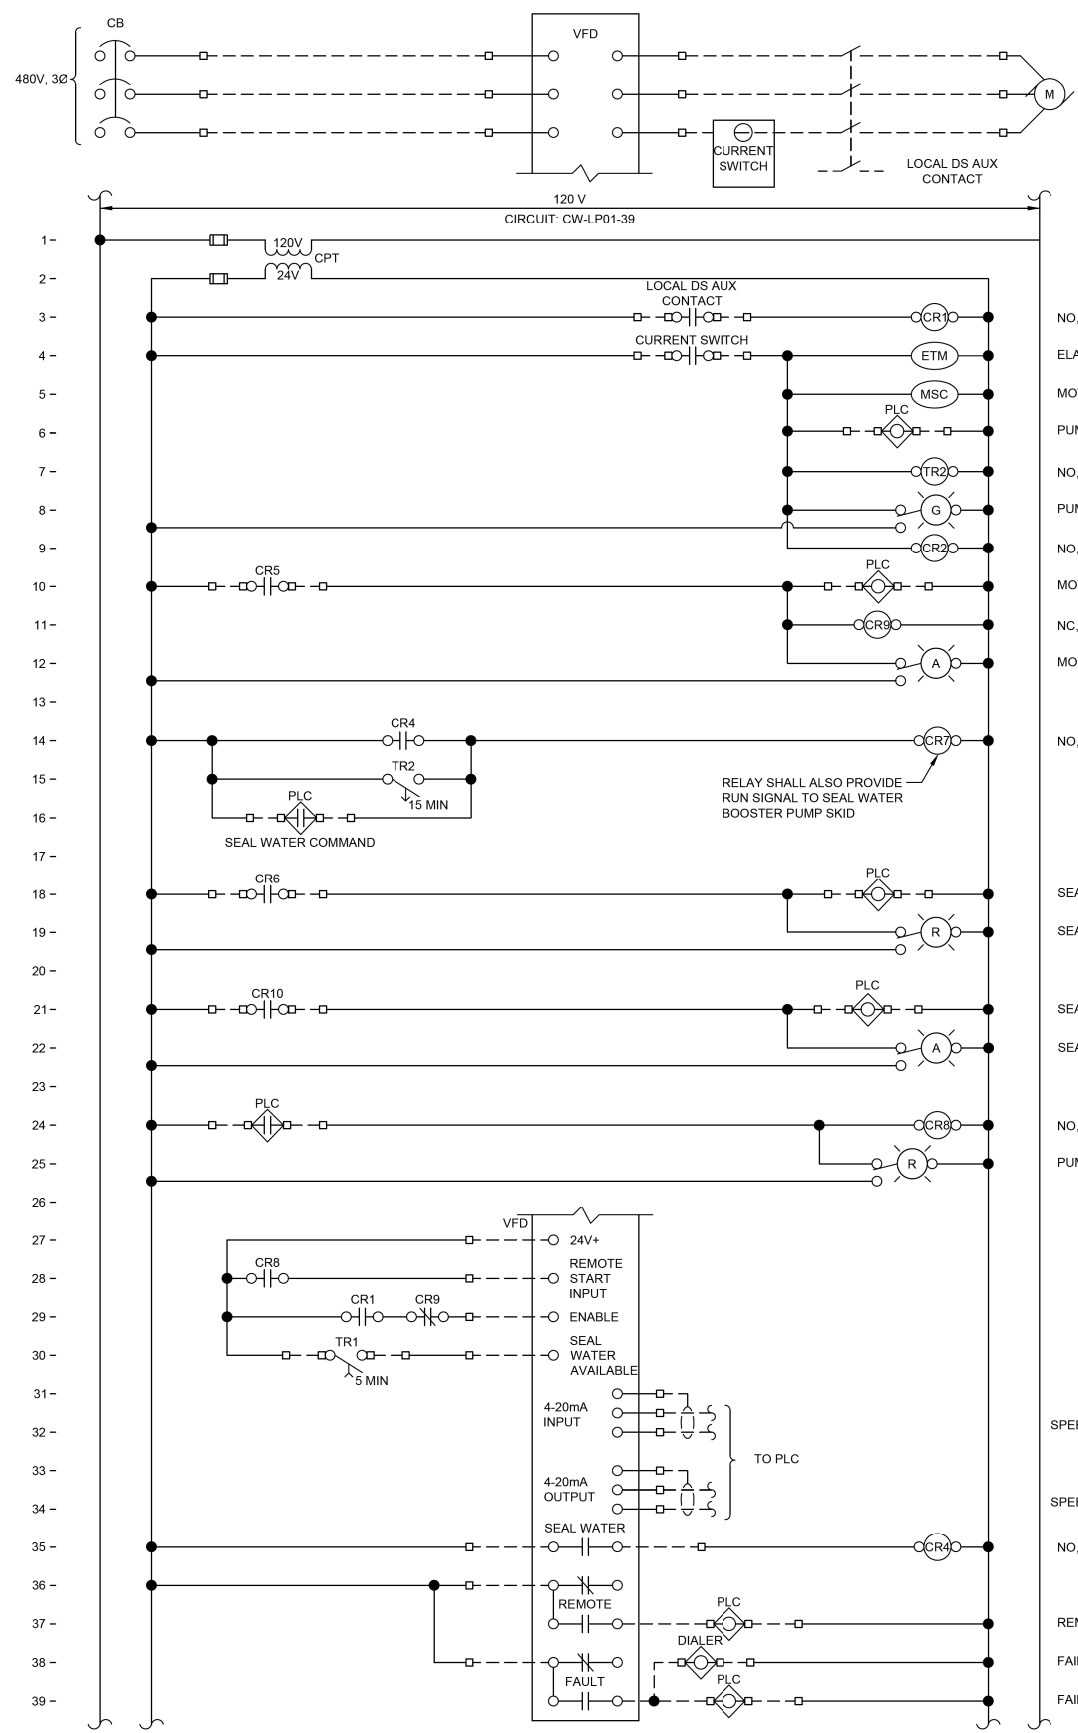 CB
VFD
480V, 3Ø
M
CURRENT
SWITCH
LOCAL DS AUX
CONTACT
120 V
CIRCUIT: CW-LP01-39
1
120V
CPT
2
24V
LOCAL DS AUX
CONTACT
3
CR1
NO,
CURRENT SWITCH
4
ETM
ELA
5
MSC
MO
PLC
6
PUM
7
TR2
NO,
8
G
PUM
9
CR2
NO,
CR5
PLC
10
MO
11
CR9
NC,
12
A
MO
13
CR4
14
CR7
NO,
TR2
15
15 MIN
RELAY SHALL ALSO PROVIDE
RUN SIGNAL TO SEAL WATER
BOOSTER PUMP SKID
PLC
16
SEAL WATER COMMAND
17
CR6
PLC
18
SEA
19
R
SEA
20
CR10
PLC
21
SEA
22
A
SEA
23
PLC
24
CR8
NO,
25
R
PUM
26
VFD
27
24V+
CR8
28
REMOTE
START
INPUT
CR1
CR9
29
ENABLE
TR1
30
SEAL
WATER
AVAILABLE
5 MIN
31
4-20mA
INPUT
32
SPEE
TO PLC
33
4-20mA
OUTPUT
34
SPEE
SEAL WATER
35
CR4
NO,
36
REMOTE
PLC
37
REM
DIALER
38
FAI
FAULT
PLC
39
FAI